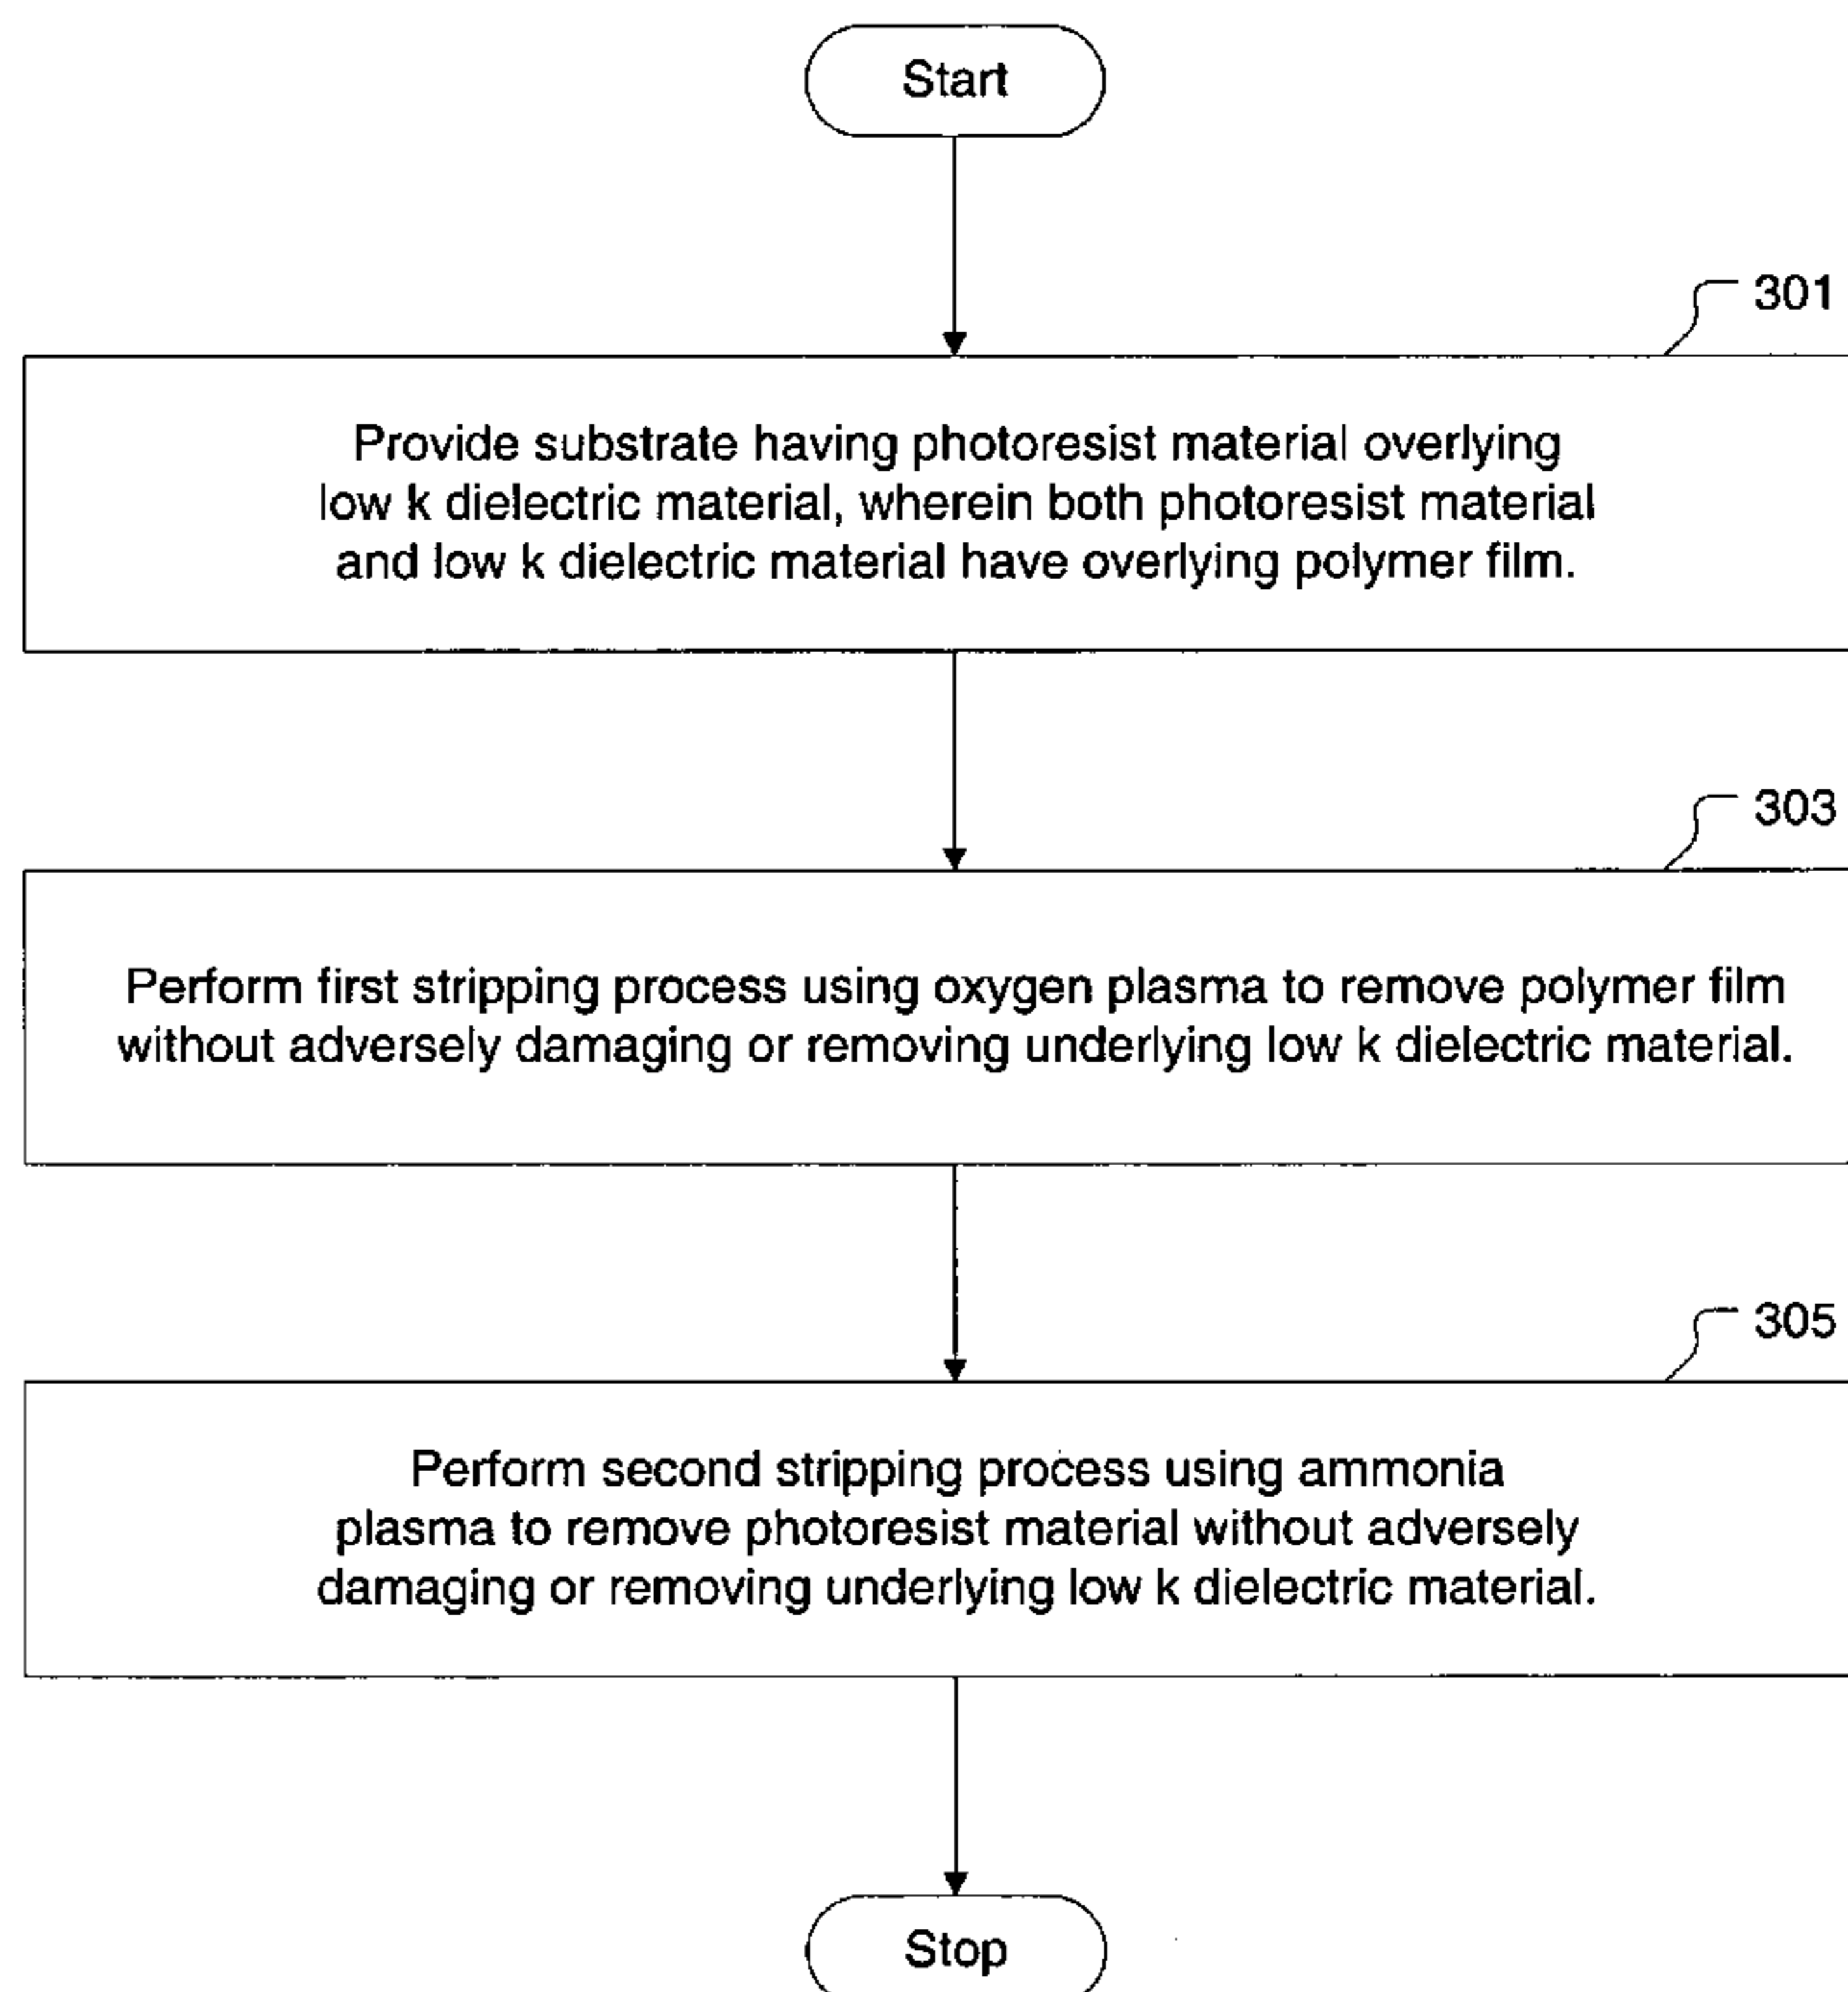 Start
301
Provide substrate having photoresist material overlying
low k dielectric material, wherein both photoresist material
and low k dielectric material have overlying polymer film.
303
Perform first stripping process using oxygen plasma to remove polymer film
without adversely damaging or removing underlying low k dielectric material.
305
Perform second stripping process using ammonia
plasma to remove photoresist material without adversely
damaging or removing underlying low k dielectric material.
Stop